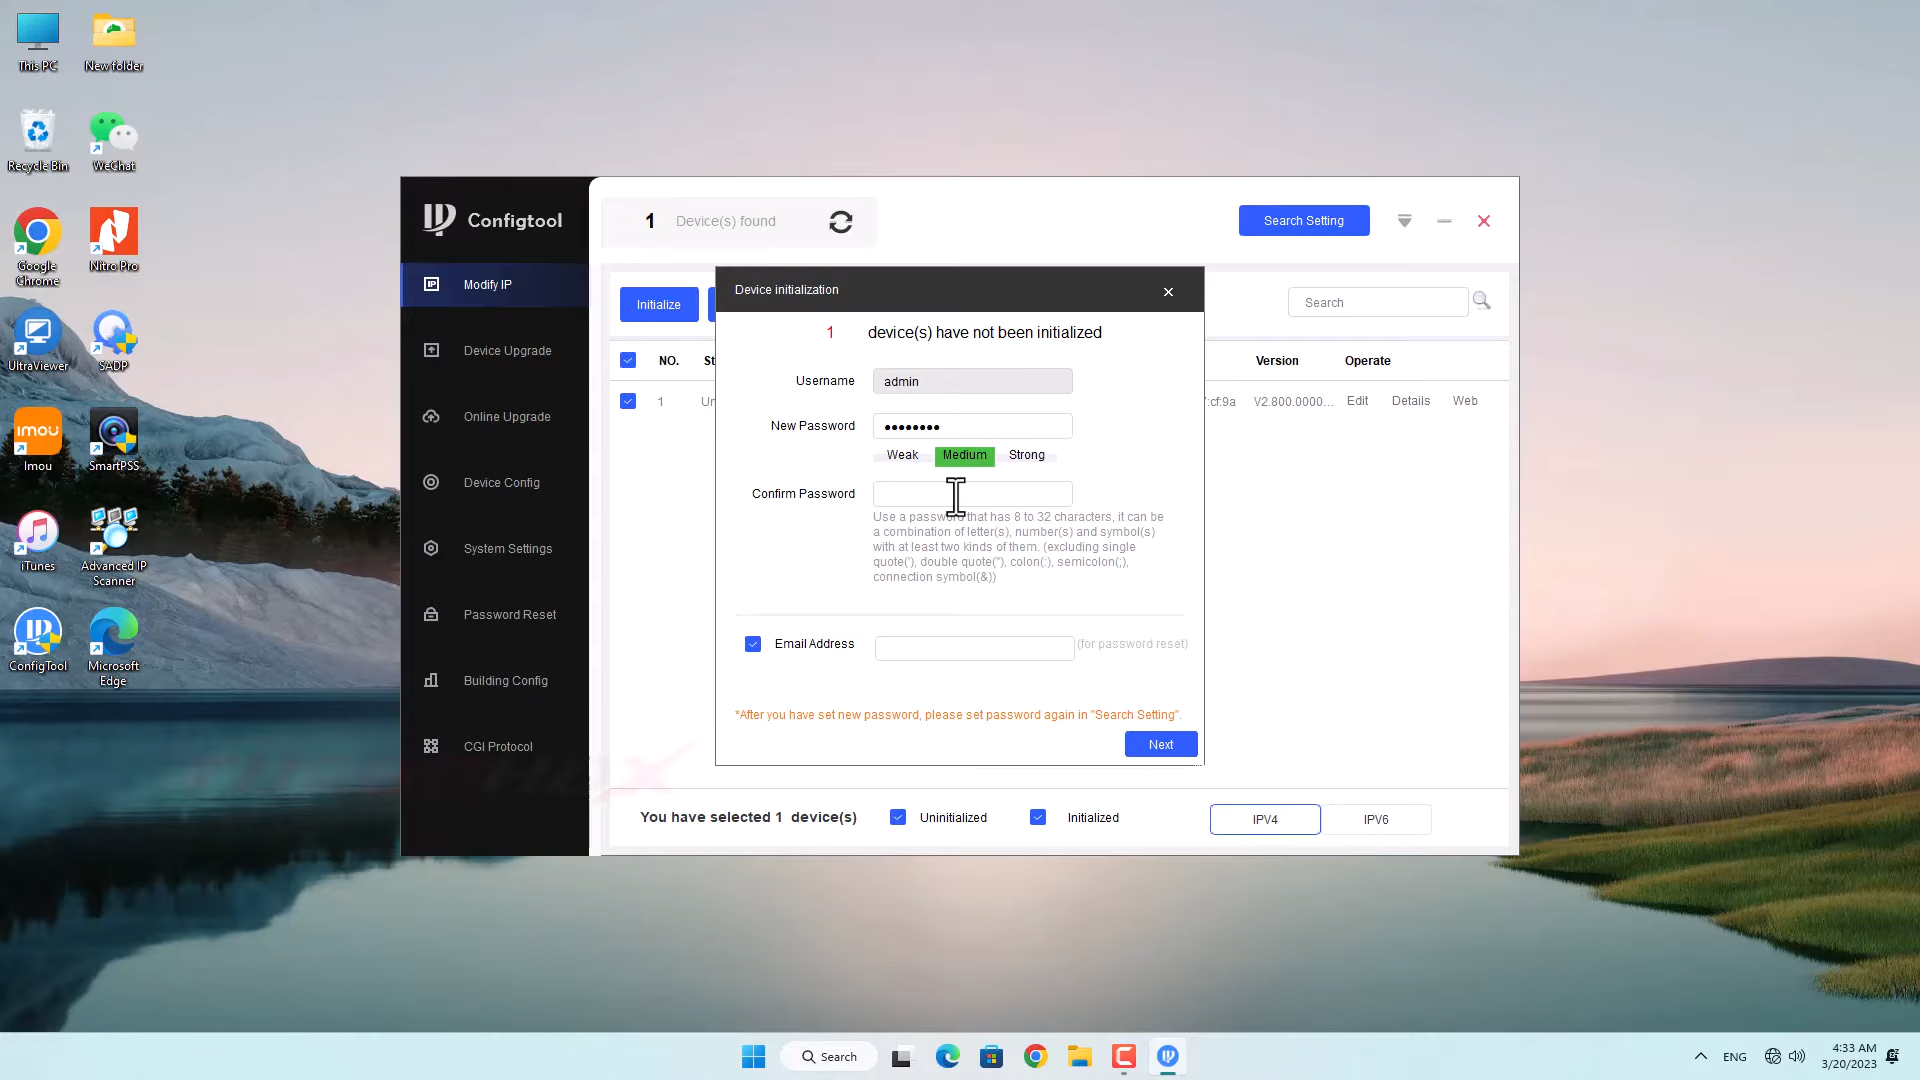 This PC
New folder
Recycle Bin
WeChat
Google
Chrome
Nitro Pro
UltraViewer
SADP
imou
Imou
SmartPSS
iTunes
Advanced IP
Scanner
ConfigTool
Microsoft
Edge
Configtool
Modify IP
Device Upgrade
Online Upgrade
Device Config
System Settings
Password Reset
Building Config
CGI Protocol
1 Device(s) found
Search Setting
Initialize
Search
NO. St
Version Operate
1 Un
:cf:9a V2.800.0000... Edit Details Web
Device initialization
1 device(s) have not been initialized
Username admin
New Password ●●●●●●●●
Weak Medium Strong
Confirm Password
Use a password that has 8 to 32 characters, it can be
a combination of letter(s), number(s) and symbol(s)
with at least two kinds of them. (excluding single
quote('), double quote("), colon(:), semicolon(;),
connection symbol(&))
Email Address (for password reset)
*After you have set new password, please set password again in "Search Setting".
Next
You have selected 1 device(s) Uninitialized Initialized IPV4 IPV6
Search
ENG
4:33 AM
3/20/2023